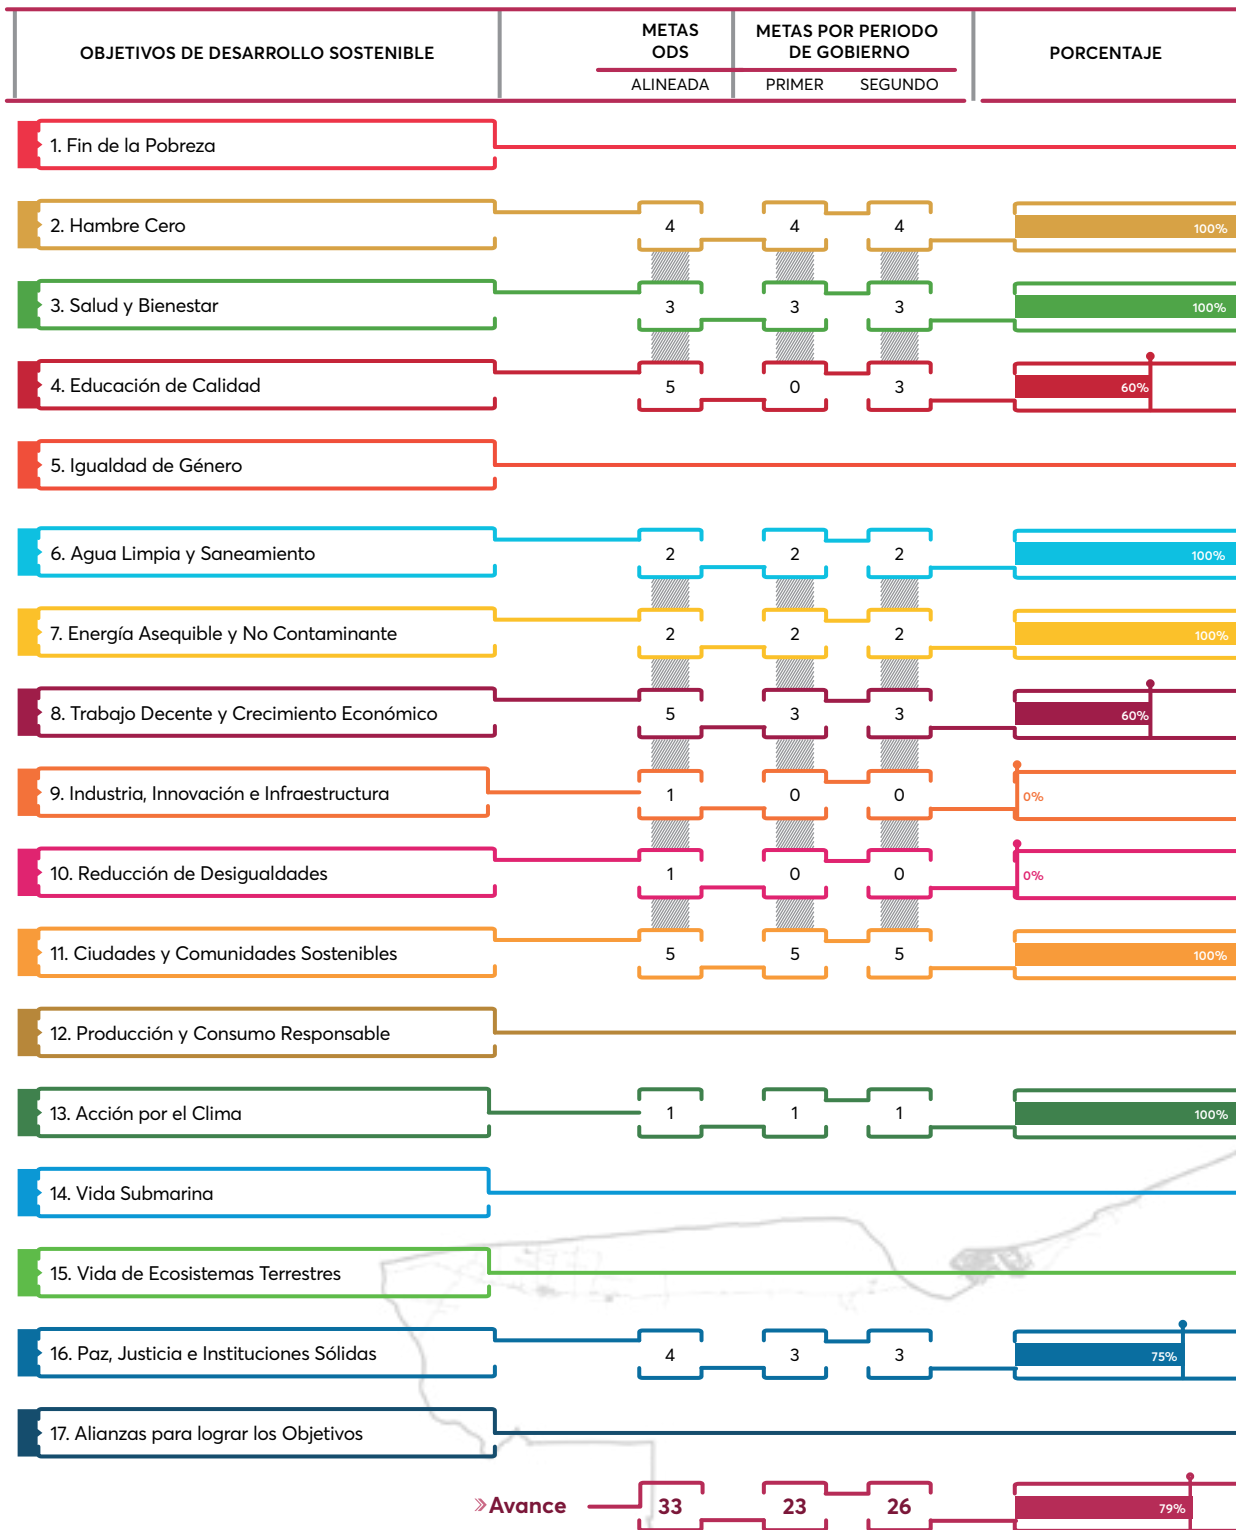 OBJETIVOS DE DESARROLLO SOSTENIBLE
METAS
ODS
METAS POR PERIODO
DE GOBIERNO
PORCENTAJE
ALINEADA PRIMER SEGUNDO
1. Fin de la Pobreza
2. Hambre Cero 4 4 4 100%
3. Salud y Bienestar 3 3 3 100%
4. Educación de Calidad 5 0 3 60%
5. Igualdad de Género
6. Agua Limpia y Saneamiento 2 2 2 100%
7. Energía Asequible y No Contaminante 2 2 2 100%
8. Trabajo Decente y Crecimiento Económico 5 3 3 60%
9. Industria, Innovación e Infraestructura 1 0 0 0%
10. Reducción de Desigualdades 1 0 0 0%
11. Ciudades y Comunidades Sostenibles 5 5 5 100%
12. Producción y Consumo Responsable
13. Acción por el Clima 1 1 1 100%
14. Vida Submarina
15. Vida de Ecosistemas Terrestres
16. Paz, Justicia e Instituciones Sólidas 4 3 3 75%
17. Alianzas para lograr los Objetivos
» Avance 33 23 26 79%